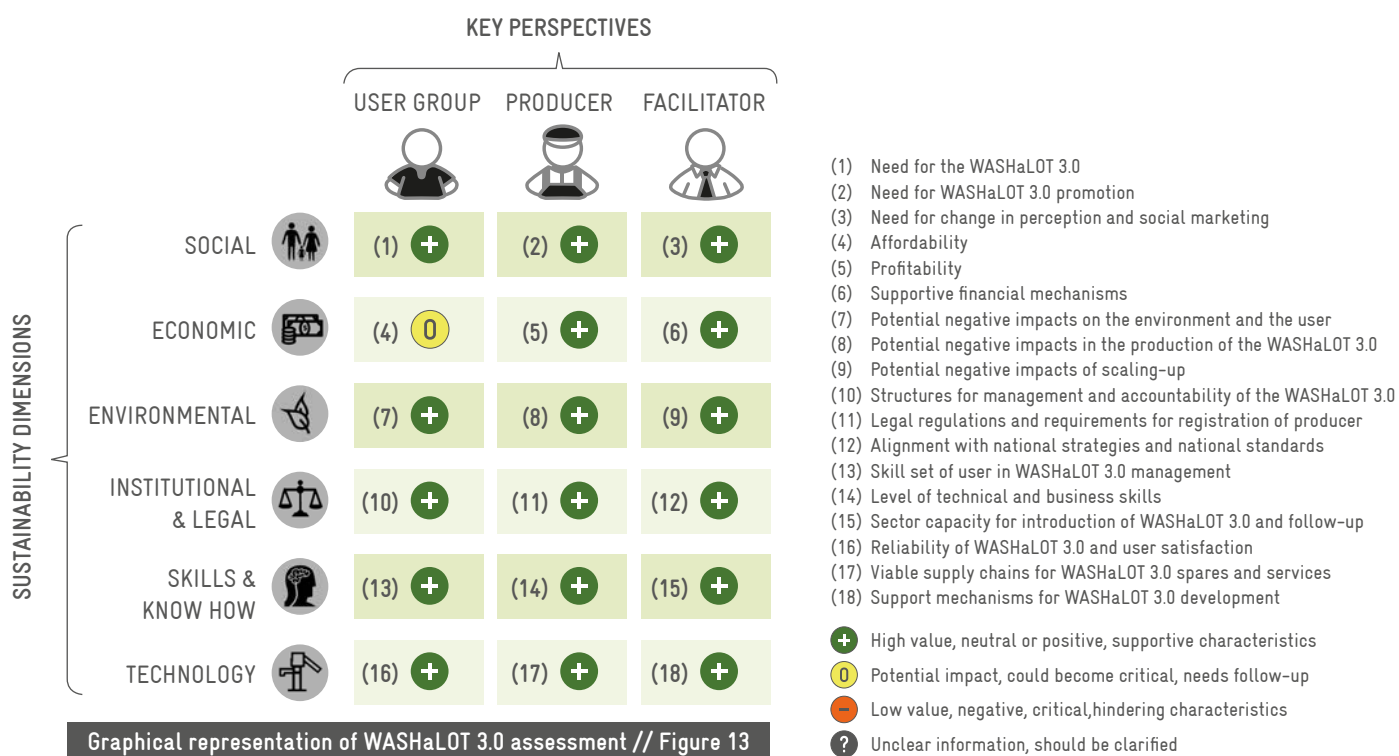 KEY PERSPECTIVES
USER GROUP PRODUCER FACILITATOR
SUSTAINABILITY DIMENSIONS
SOCIAL (1) + (2) + (3) +
ECONOMIC (4) 0 (5) + (6) +
ENVIRONMENTAL (7) + (8) + (9) +
INSTITUTIONAL
& LEGAL (10) + (11) + (12) +
SKILLS &
KNOW HOW (13) + (14) + (15) +
TECHNOLOGY (16) + (17) + (18) +
Graphical representation of WASHaLOT 3.0 assessment // Figure 13
(1) Need for the WASHaLOT 3.0
(2) Need for WASHaLOT 3.0 promotion
(3) Need for change in perception and social marketing
(4) Affordability
(5) Profitability
(6) Supportive financial mechanisms
(7) Potential negative impacts on the environment and the user
(8) Potential negative impacts in the production of the WASHaLOT 3.0
(9) Potential negative impacts of scaling-up
(10) Structures for management and accountability of the WASHaLOT 3.0
(11) Legal regulations and requirements for registration of producer
(12) Alignment with national strategies and national standards
(13) Skill set of user in WASHaLOT 3.0 management
(14) Level of technical and business skills
(15) Sector capacity for introduction of WASHaLOT 3.0 and follow-up
(16) Reliability of WASHaLOT 3.0 and user satisfaction
(17) Viable supply chains for WASHaLOT 3.0 spares and services
(18) Support mechanisms for WASHaLOT 3.0 development
+ High value, neutral or positive, supportive characteristics
0 Potential impact, could become critical, needs follow-up
- Low value, negative, critical,hindering characteristics
? Unclear information, should be clarified